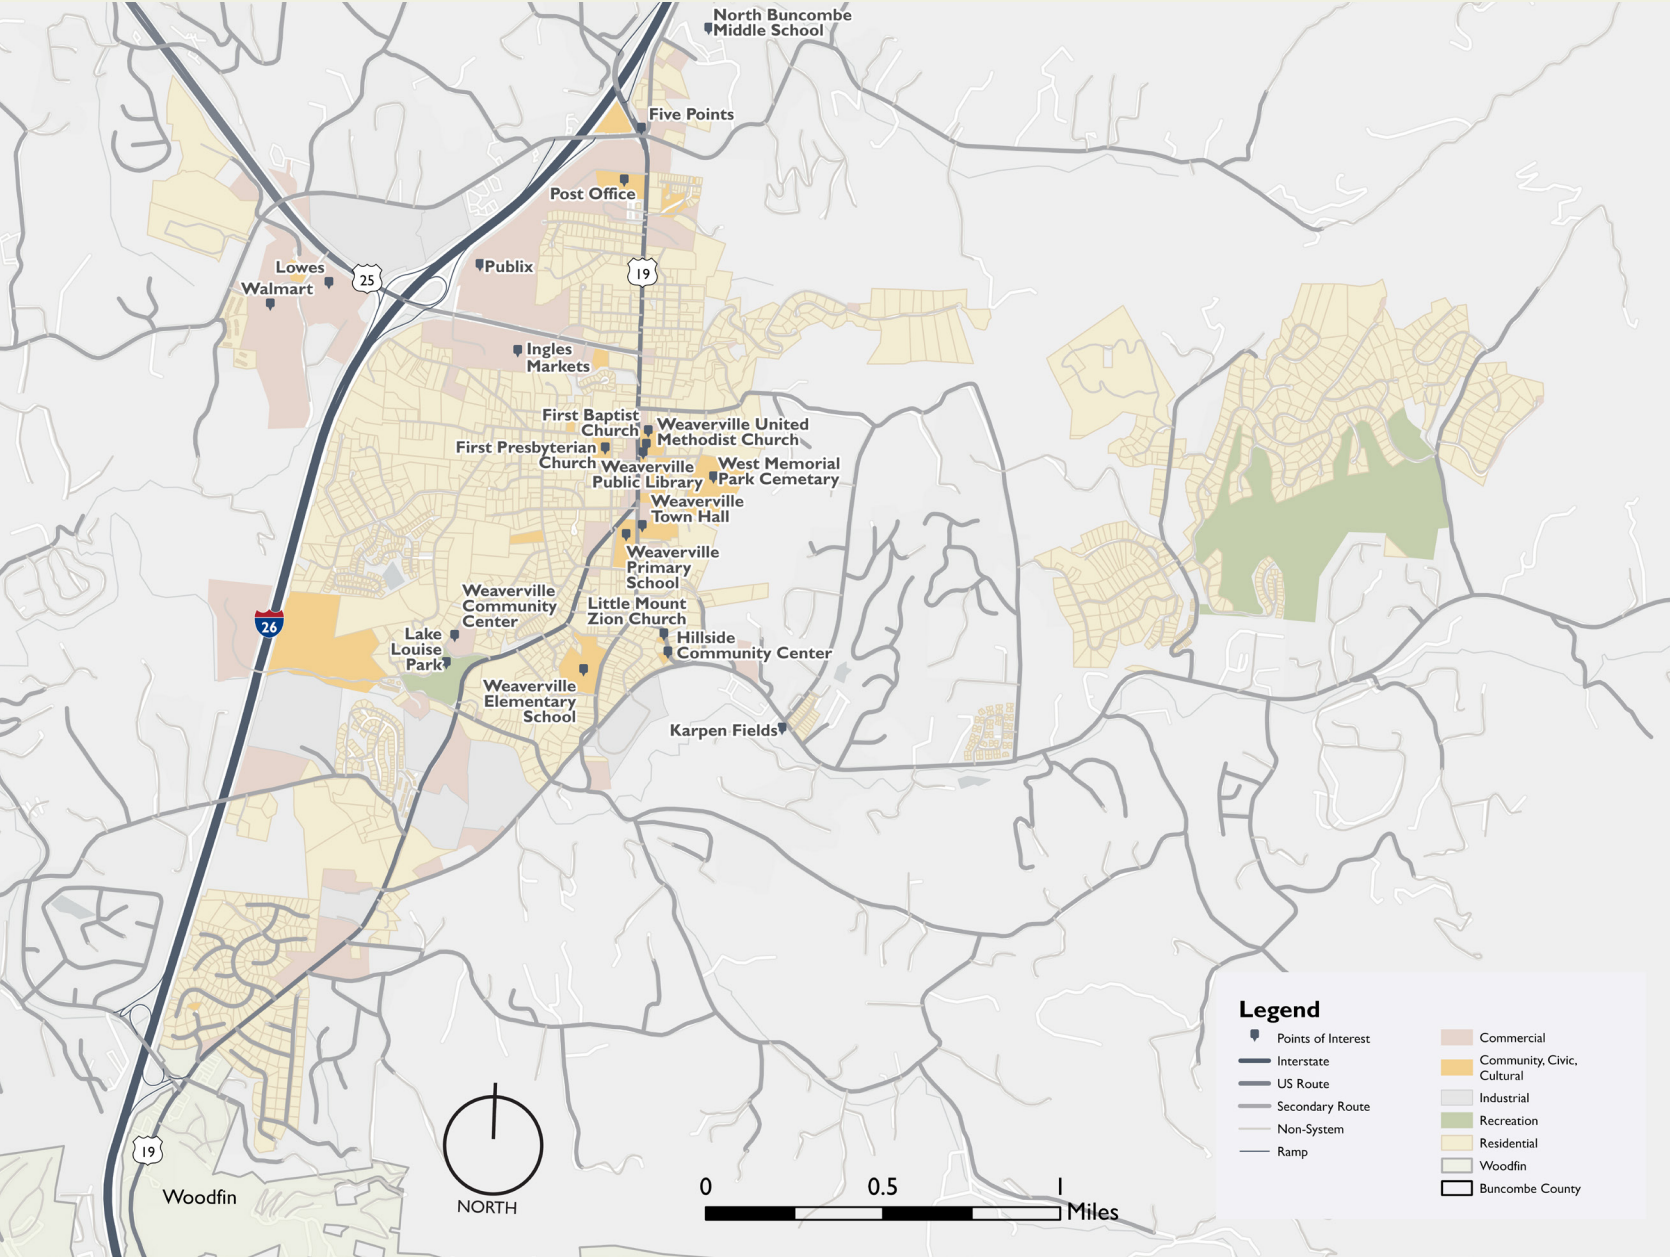 North Buncombe
Middle School
Five Points
Post Office
Publix
19
Lowes
25
Walmart
Ingles
Markets
First Baptist
Church
Weaverville United
Methodist Church
First Presbyterian
Church
Weaverville
Public Library
West Memorial
Park Cemetary
Weaverville
Town Hall
Weaverville
Primary
School
Weaverville
Community
Center
Little Mount
Zion Church
26
Lake
Louise
Park
Hillside
Community Center
Weaverville
Elementary
School
Karpen Fields
19
Woodfin
NORTH
0 0.5 1
Miles
Legend
Points of Interest
Interstate
US Route
Secondary Route
Non-System
Ramp
Commercial
Community, Civic,
Cultural
Industrial
Recreation
Residential
Woodfin
Buncombe County